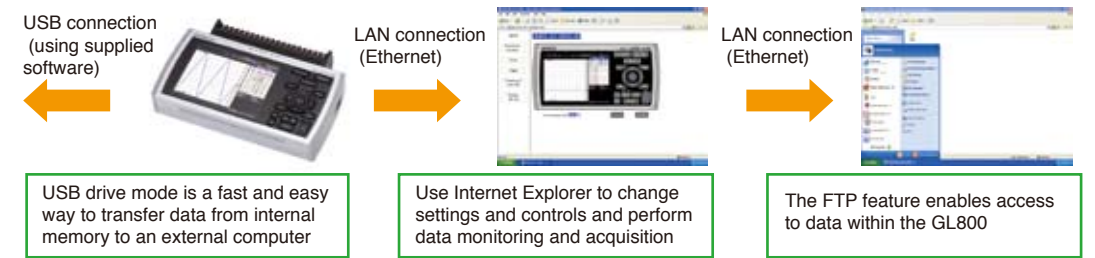 USB connection
(using supplied
software)
LAN connection
(Ethernet)
LAN connection
(Ethernet)
USB drive mode is a fast and easy
way to transfer data from internal
memory to an external computer
Use Internet Explorer to change
settings and controls and perform
data monitoring and acquisition
The FTP feature enables access
to data within the GL800